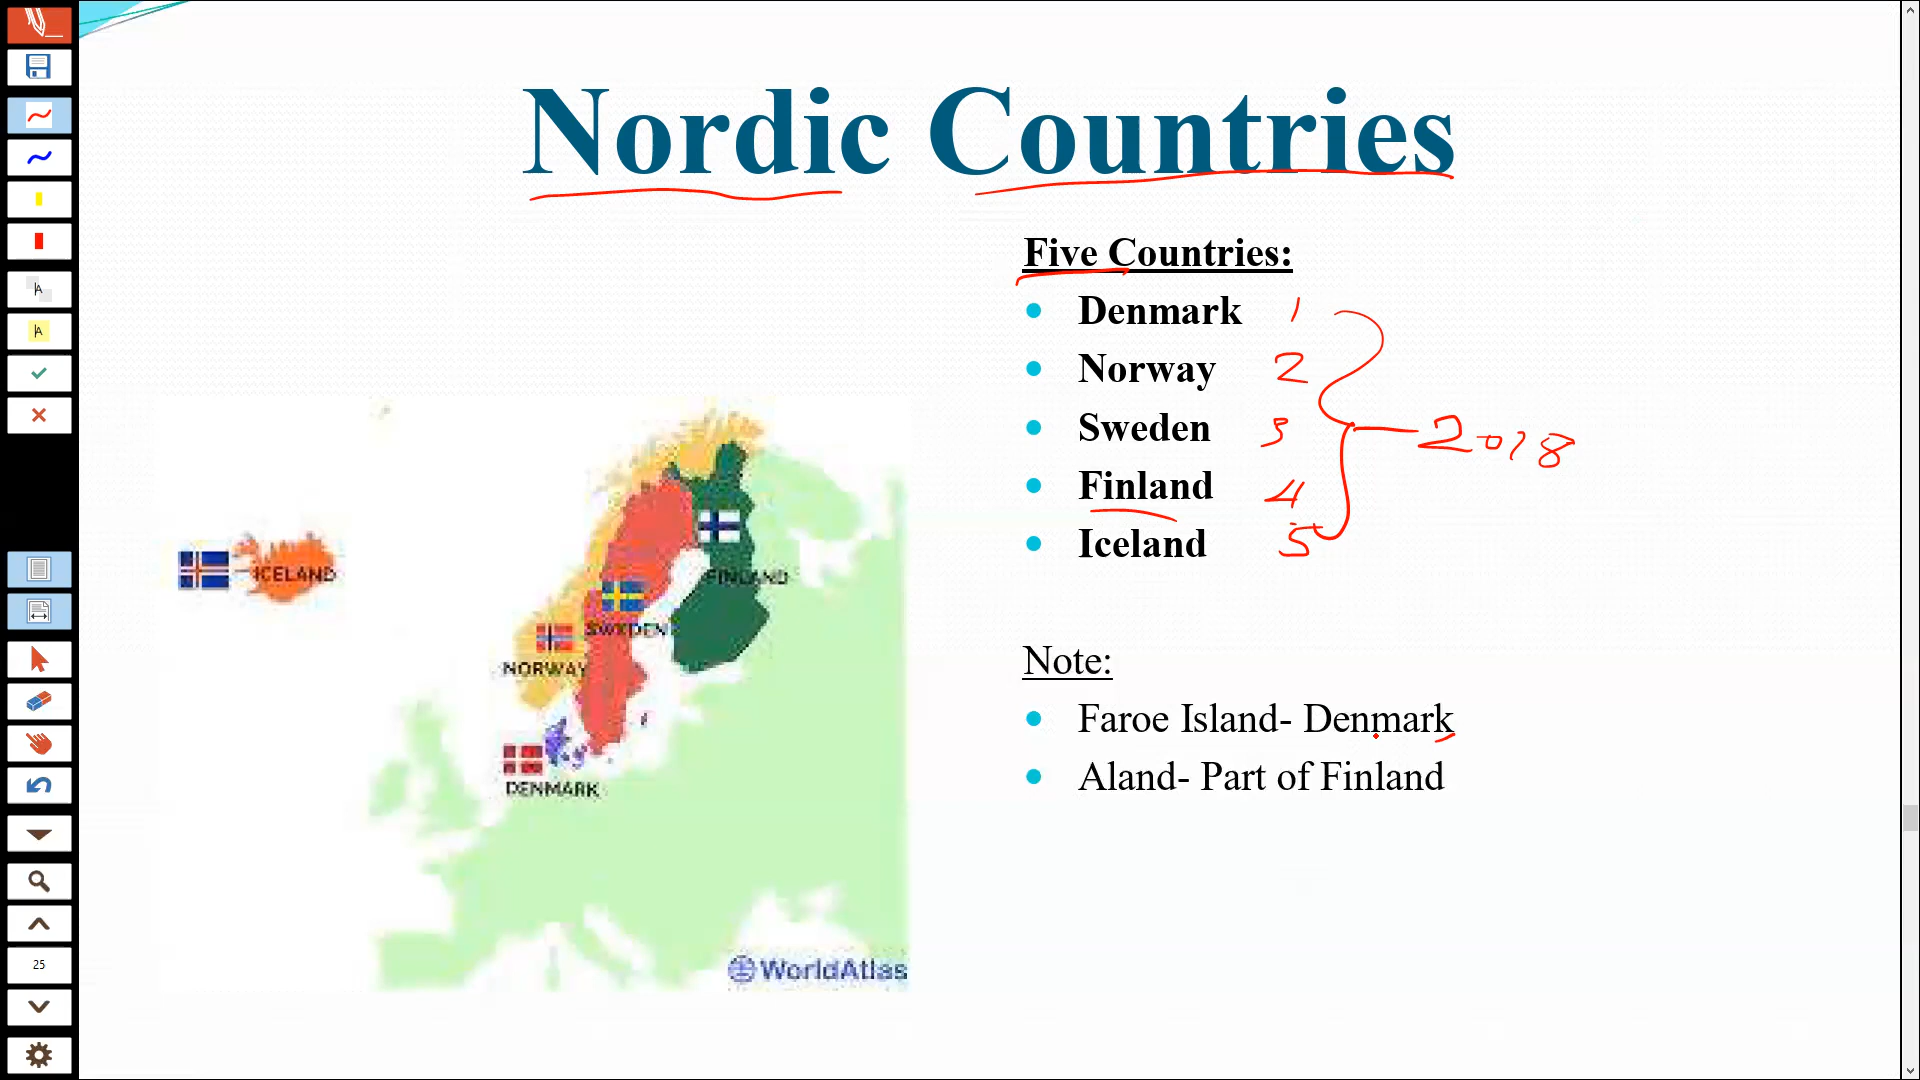 Nordic Countries
Five Countries:
Denmark 1
Norway 2
Sweden 3
Finland 4
Iceland 5
2018
Note:
Faroe Island- Denmark
Aland- Part of Finland
ICELAND
FINLAND
SWEDEN
NORWAY
DENMARK
WorldAtlas
A
A
25